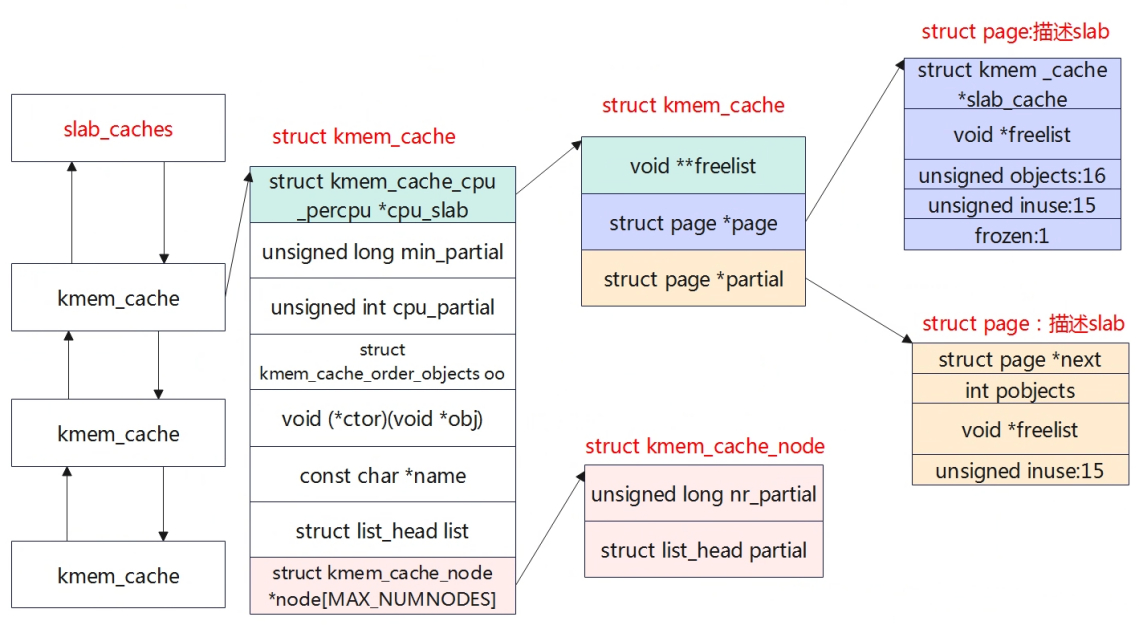 slab_caches
kmem_cache
kmem_cache
kmem_cache
struct kmem_cache
struct kmem_cache_cpu
_percpu *cpu_slab
unsigned long min_partial
unsigned int cpu_partial
struct
kmem_cache_order_objects oo
void (*ctor)(void *obj)
const char *name
struct list_head list
struct kmem_cache_node
*node[MAX_NUMNODES]
struct kmem_cache
void **freelist
struct page *page
struct page *partial
struct kmem_cache_node
unsigned long nr_partial
struct list_head partial
struct page:描述slab
struct kmem _cache
*slab_cache
void *freelist
unsigned objects:16
unsigned inuse:15
frozen:1
struct page：描述slab
struct page *next
int pobjects
void *freelist
unsigned inuse:15